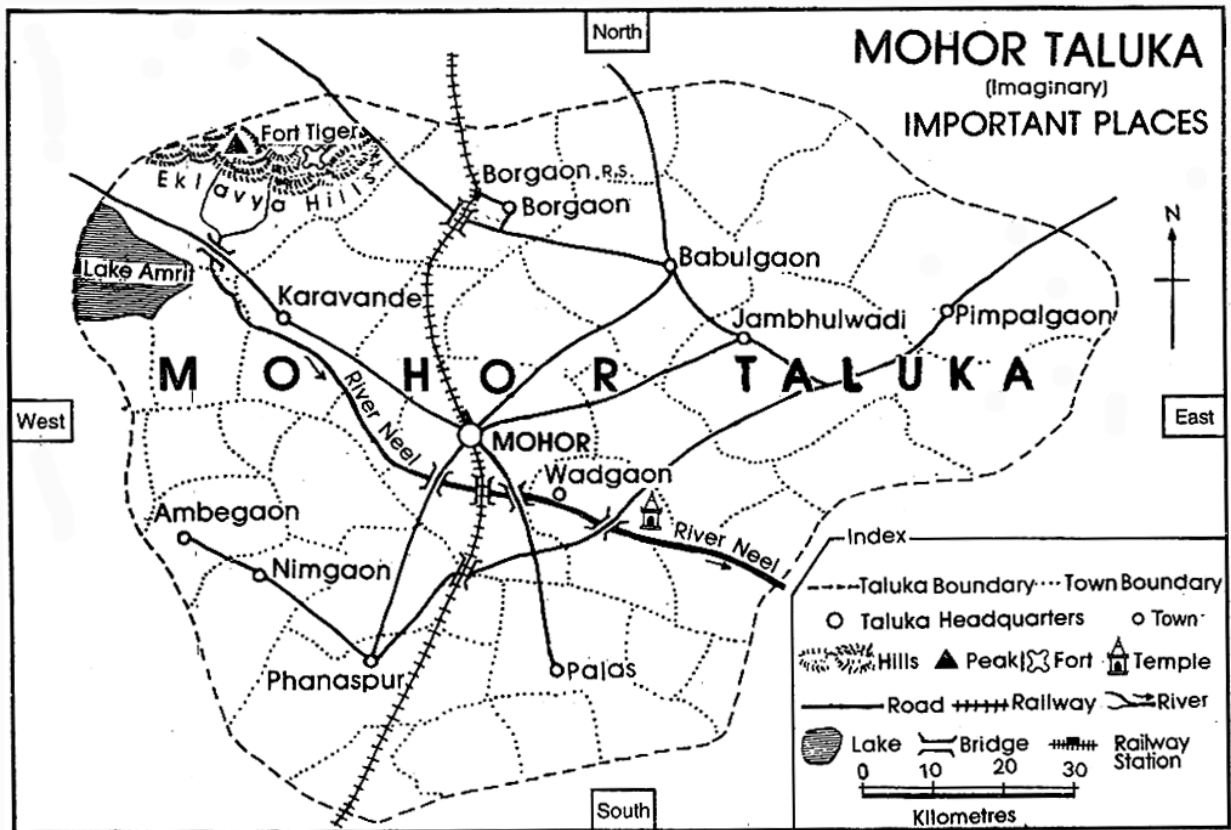 North
MOHOR TALUKA
(Imaginary)
IMPORTANT PLACES
Fort Tiger
Eklavya Hills
Borgaon R.S.
Borgaon
N
Babulgaon
Lake Amrit
Karavande
Jambhulwadi
Pimpalgaon
MOHOR TALUKA
West
East
River Neel
MOHOR
Wadgaon
Ambegaon
River Neel
Nimgaon
Phanaspur
Palas
South
Index
Taluka Boundary Town Boundary
Taluka Headquarters Town
Hills Peak Fort Temple
Road Railway River
Lake Bridge Railway Station
0 10 20 30
Kilometres